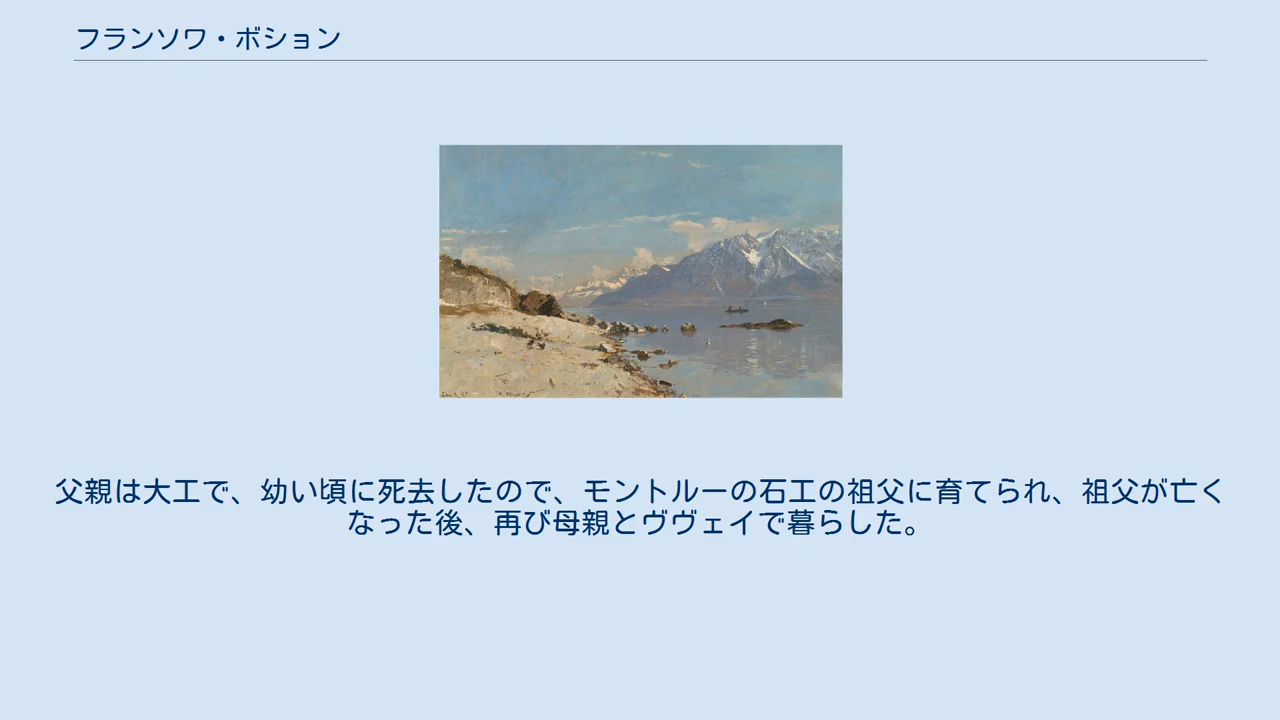 フランソワ・ボション
父親は大工で、幼い頃に死去したので、モントルーの石工の祖父に育てられ、祖父が亡く
なった後、再び母親とヴヴェイで暮らした。